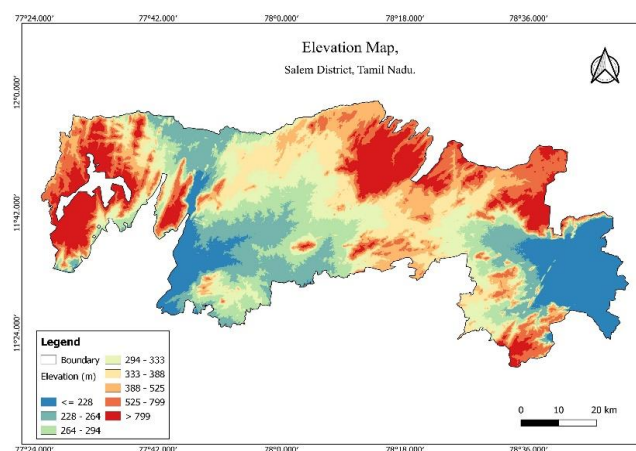 77°24.000' 77°42.000' 78°0.000' 78°18.000' 78°36.000'
Elevation Map,
Salem District, Tamil Nadu.
12°0.000'
11°42.000'
11°24.000'
Legend
Boundary
Elevation (m)
<= 228
228 - 264
264 - 294
294 - 333
333 - 388
388 - 525
525 - 799
> 799
0 10 20 km
77°24.000' 77°42.000' 78°0.000' 78°18.000' 78°36.000'